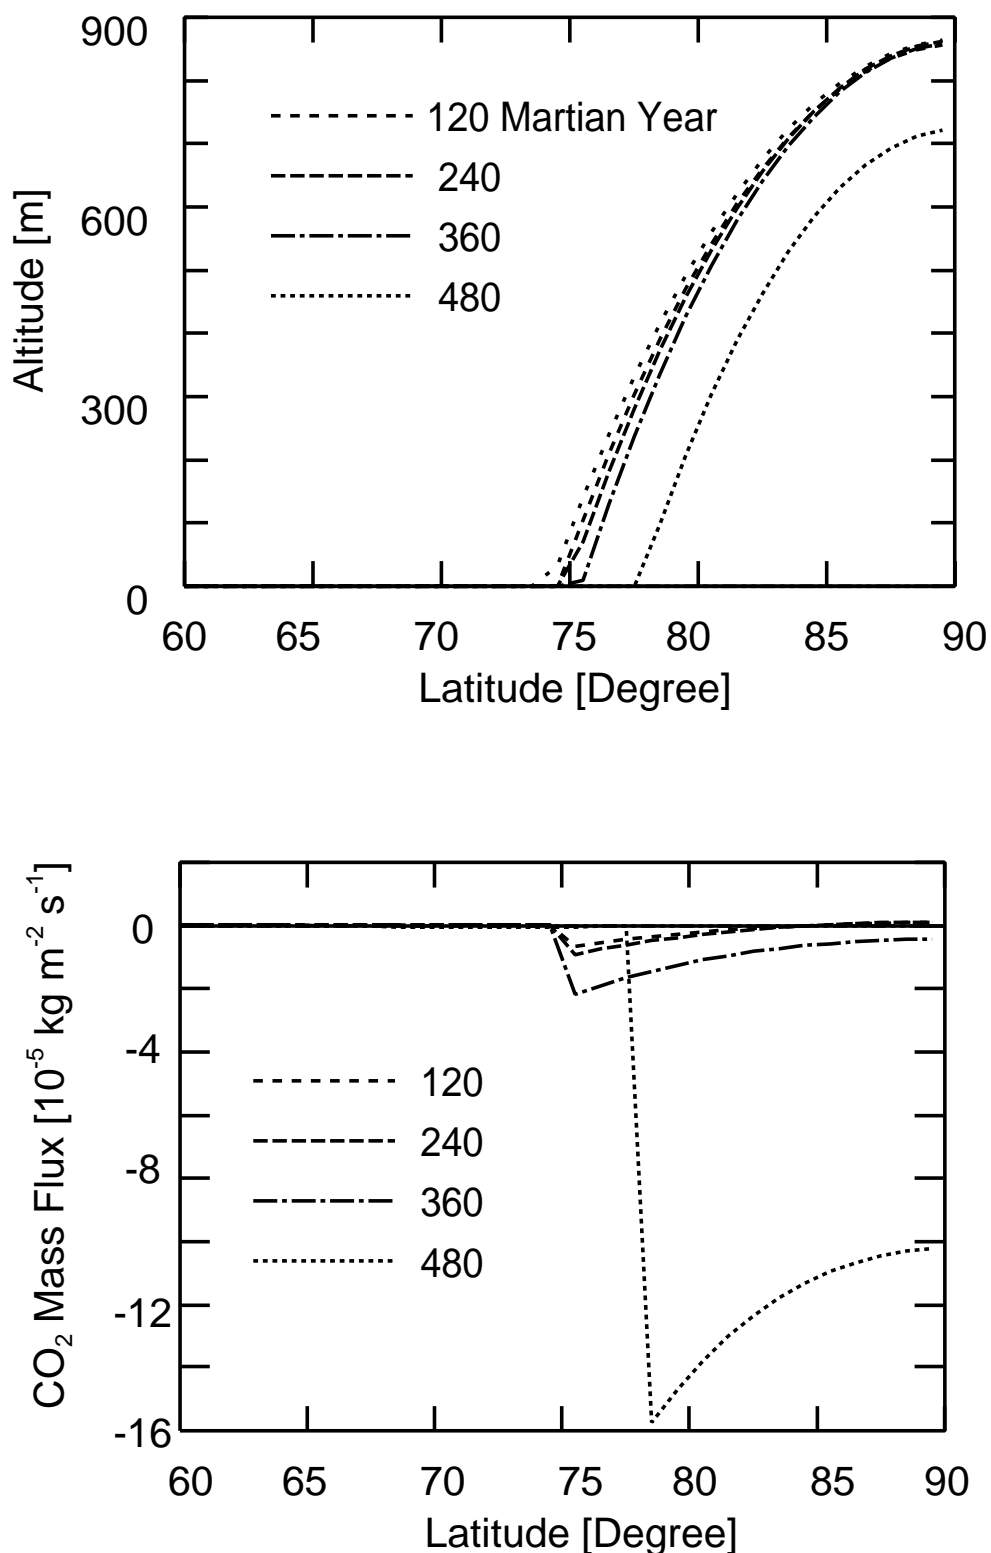 900
600
300
0
Altitude [m]
120 Martian Year
240
360
480
60 65 70 75 80 85 90
Latitude [Degree]
0
-4
-8
-12
-16
CO₂ Mass Flux [10⁻⁵ kg m⁻² s⁻¹]
120
240
360
480
60 65 70 75 80 85 90
Latitude [Degree]